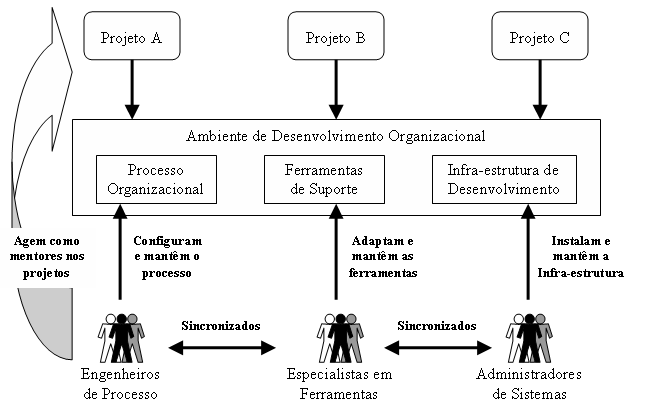 Projeto A
Projeto B
Projeto C
Ambiente de Desenvolvimento Organizacional
Processo
Organizacional
Ferramentas
de Suporte
Infra-estrutura de
Desenvolvimento
Agem como
mentores nos
projetos
Configuram
e mantêm o
processo
Adaptam e
mantêm as
ferramentas
Instalam e
mantêm a
Infra-estrutura
Sincronizados
Sincronizados
Engenheiros
de Processo
Especialistas em
Ferramentas
Administradores
de Sistemas